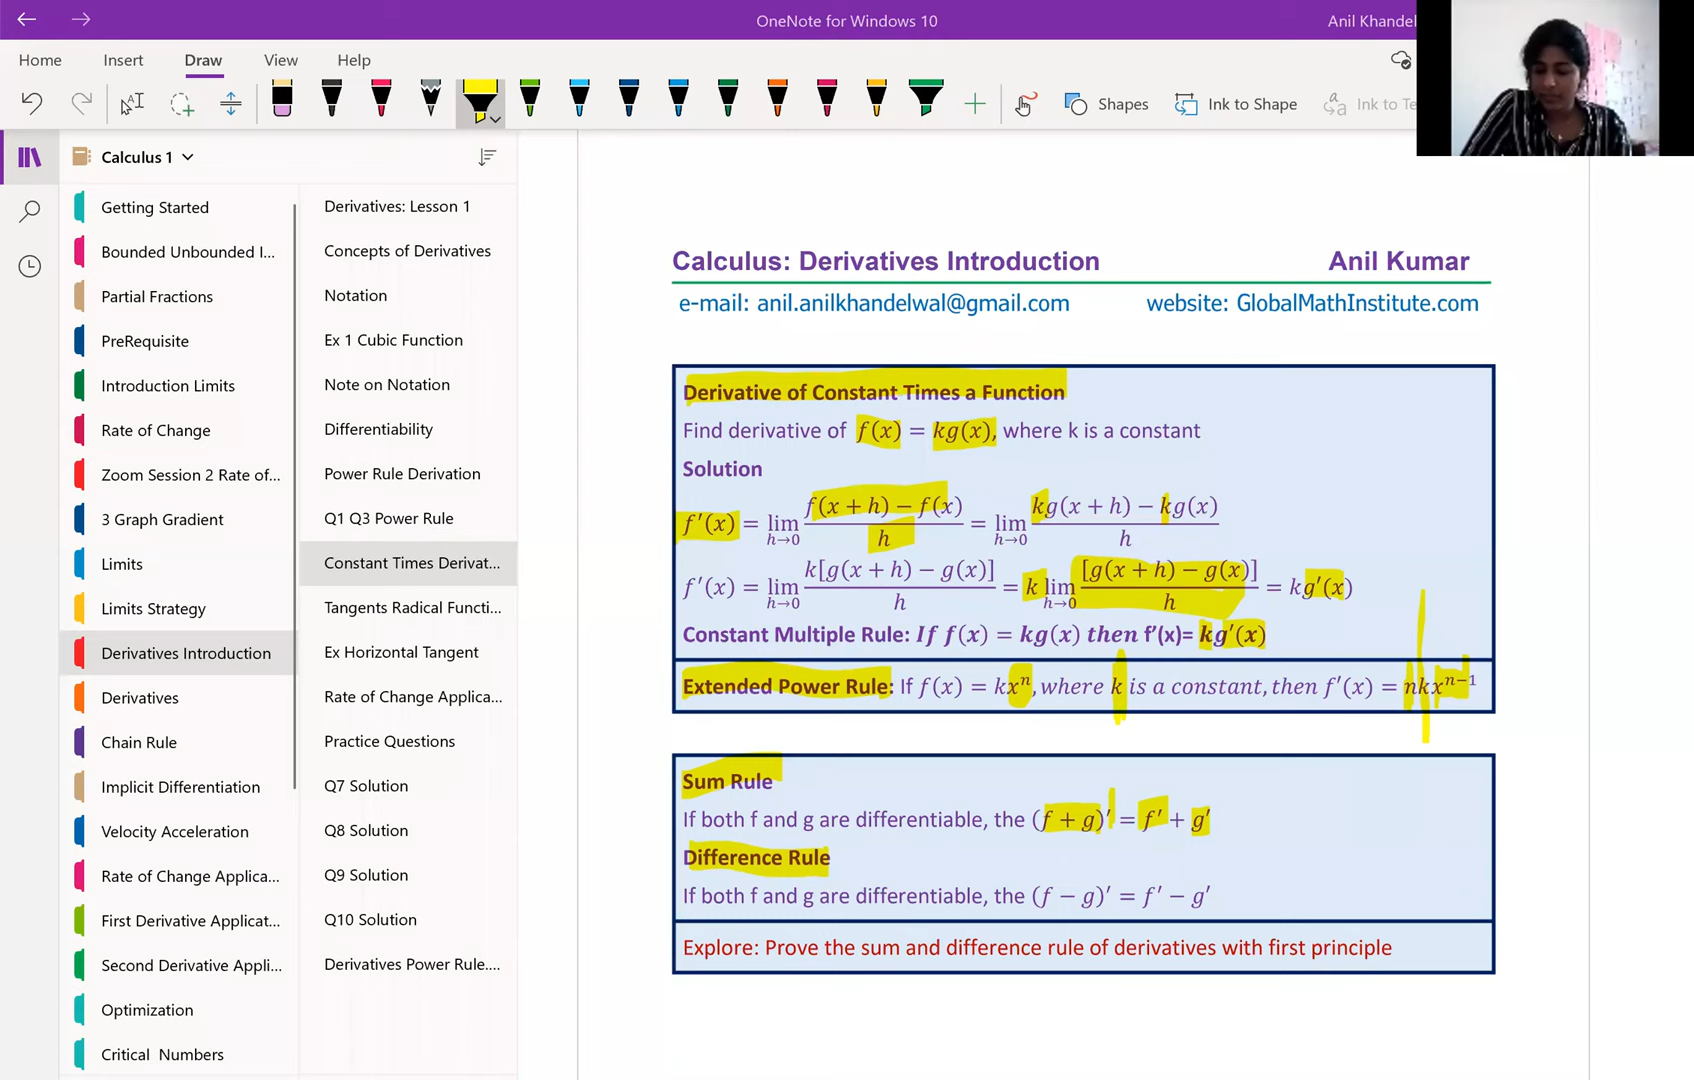 OneNote for Windows 10
Anil Khandel
Home Insert Draw View Help
Shapes Ink to Shape Ink to Te
Calculus 1
Getting Started
Bounded Unbounded I...
Partial Fractions
PreRequisite
Introduction Limits
Rate of Change
Zoom Session 2 Rate of...
3 Graph Gradient
Limits
Limits Strategy
Derivatives Introduction
Derivatives
Chain Rule
Implicit Differentiation
Velocity Acceleration
Rate of Change Applica...
First Derivative Applicat...
Second Derivative Appli...
Optimization
Critical Numbers
Derivatives: Lesson 1
Concepts of Derivatives
Notation
Ex 1 Cubic Function
Note on Notation
Differentiability
Power Rule Derivation
Q1 Q3 Power Rule
Constant Times Derivat...
Tangents Radical Functi...
Ex Horizontal Tangent
Rate of Change Applica...
Practice Questions
Q7 Solution
Q8 Solution
Q9 Solution
Q10 Solution
Derivatives Power Rule....
Calculus: Derivatives Introduction Anil Kumar
e-mail: anil.anilkhandelwal@gmail.com website: GlobalMathInstitute.com
Derivative of Constant Times a Function
Find derivative of f(x) = kg(x), where k is a constant
Solution
f′(x) = lim h→0 (f(x + h) − f(x))/h = lim h→0 (kg(x + h) − kg(x))/h
f′(x) = lim h→0 (k[g(x + h) − g(x)])/h = k lim h→0 ([g(x + h) − g(x)])/h = kg′(x)
Constant Multiple Rule: If f(x) = kg(x) then f′(x)= kg′(x)
Extended Power Rule: If f(x) = kxⁿ, where k is a constant, then f′(x) = nkxⁿ⁻¹
Sum Rule
If both f and g are differentiable, the (f + g)′ = f′ + g′
Difference Rule
If both f and g are differentiable, the (f − g)′ = f′ − g′
Explore: Prove the sum and difference rule of derivatives with first principle